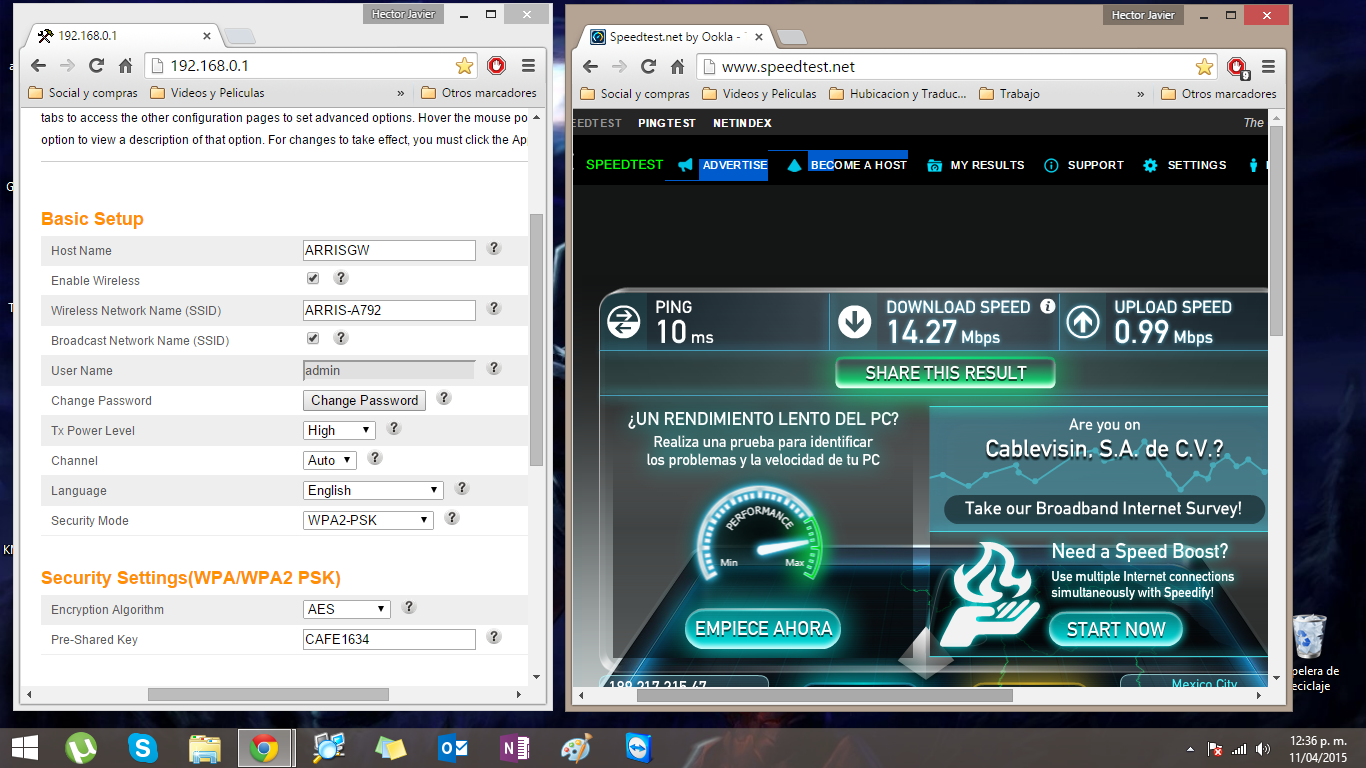 Hector Javier
192.168.0.1
192.168.0.1
Social y compras
Videos y Peliculas
»
Otros marcadores
tabs to access the other configuration pages to set advanced options. Hover the mouse po
option to view a description of that option. For changes to take effect, you must click the Ap
Basic Setup
Host Name ARRISGW ?
Enable Wireless ?
Wireless Network Name (SSID) ARRIS-A792 ?
Broadcast Network Name (SSID) ?
User Name admin ?
Change Password Change Password ?
Tx Power Level High ?
Channel Auto ?
Language English ?
Security Mode WPA2-PSK ?
Security Settings(WPA/WPA2 PSK)
Encryption Algorithm AES ?
Pre-Shared Key CAFE1634 ?
Hector Javier
Speedtest.net by Ookla -
www.speedtest.net
9
Social y compras
Videos y Peliculas
Hubicacion y Traduc...
Trabajo
»
Otros marcadores
EEDTEST PINGTEST NETINDEX The
SPEEDTEST ADVERTISE BECOME A HOST MY RESULTS SUPPORT SETTINGS
PING
10 ms
DOWNLOAD SPEED
14.27 Mbps
UPLOAD SPEED
0.99 Mbps
SHARE THIS RESULT
¿UN RENDIMIENTO LENTO DEL PC?
Realiza una prueba para identificar
los problemas y la velocidad de tu PC
PERFORMANCE
Min Max
EMPIECE AHORA
Are you on
Cablevisin, S.A. de C.V.?
Take our Broadband Internet Survey!
Need a Speed Boost?
Use multiple Internet connections
simultaneously with Speedify!
START NOW
Mexico City
pelera de
eciclaje
12:36 p. m.
11/04/2015